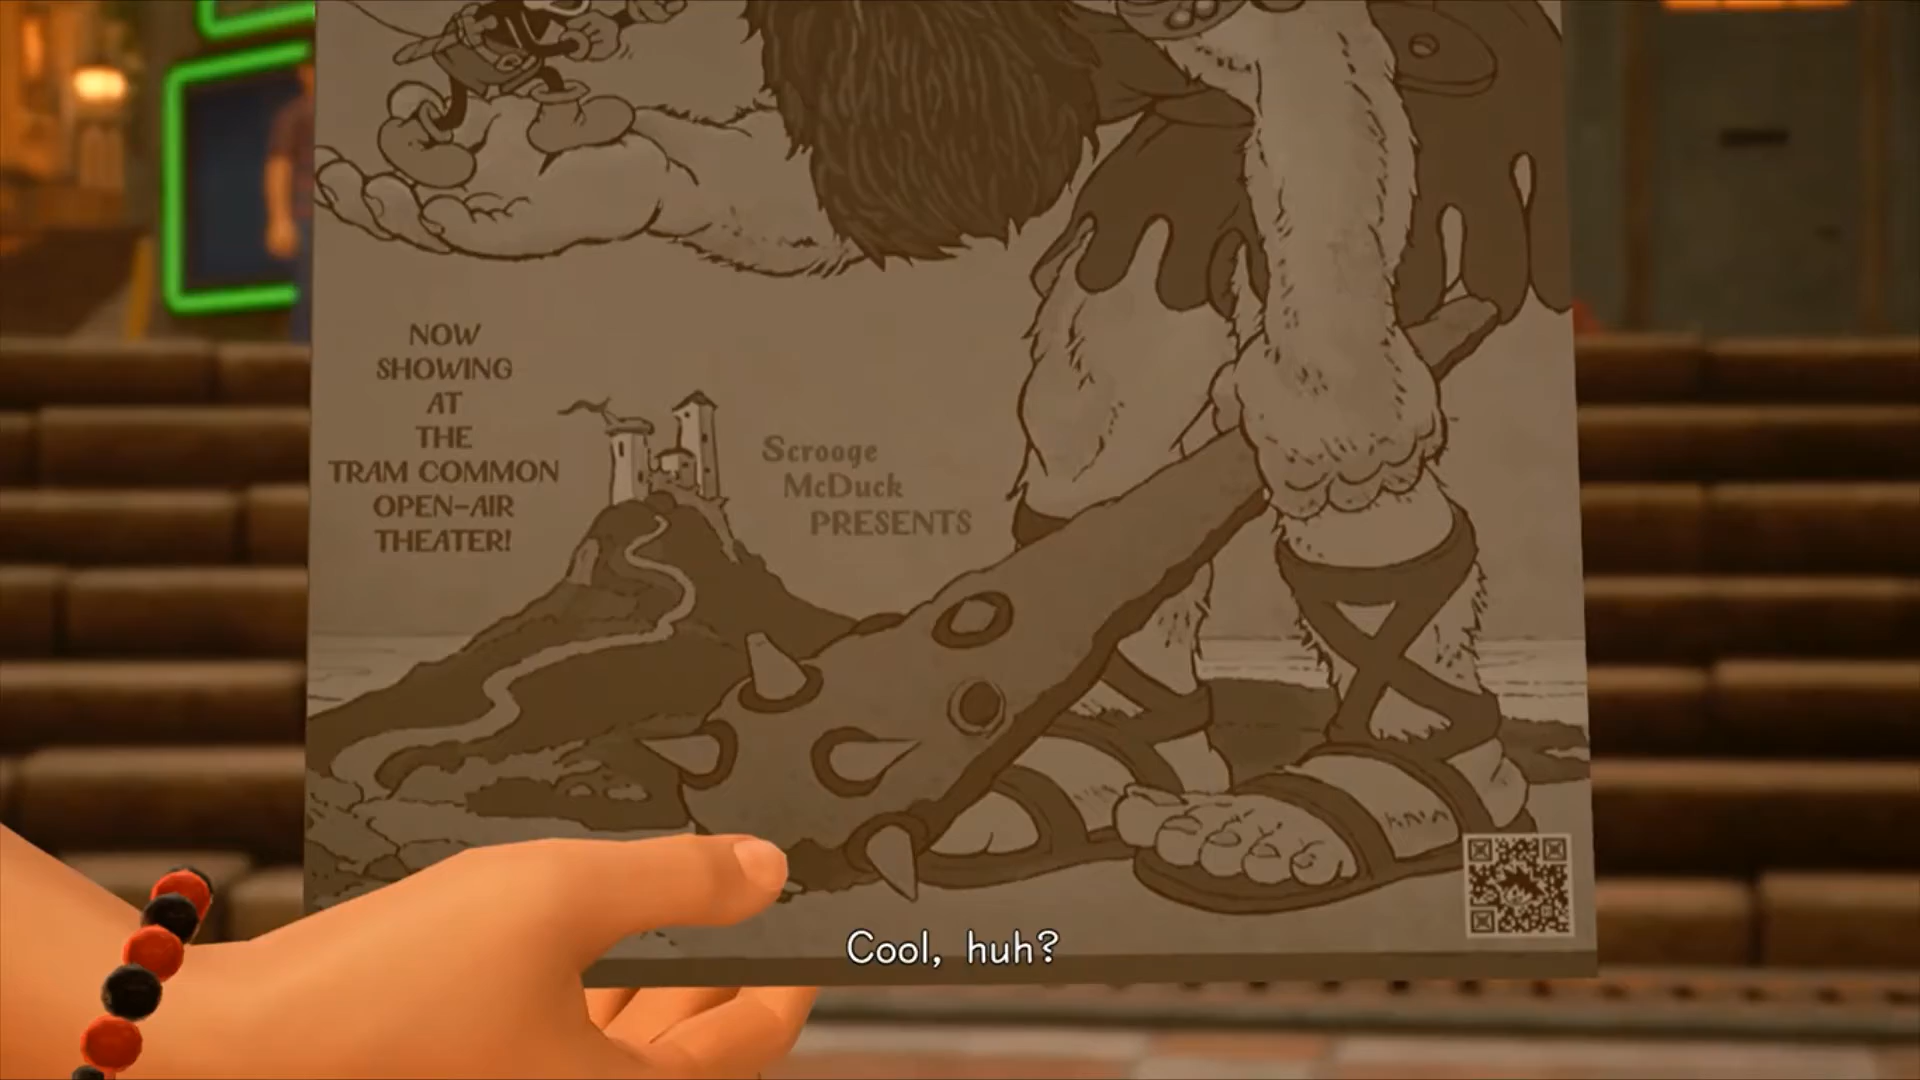 NOW
SHOWING
AT
THE
TRAM COMMON
OPEN-AIR
THEATER!
Scrooge
McDuck
PRESENTS
Cool, huh?